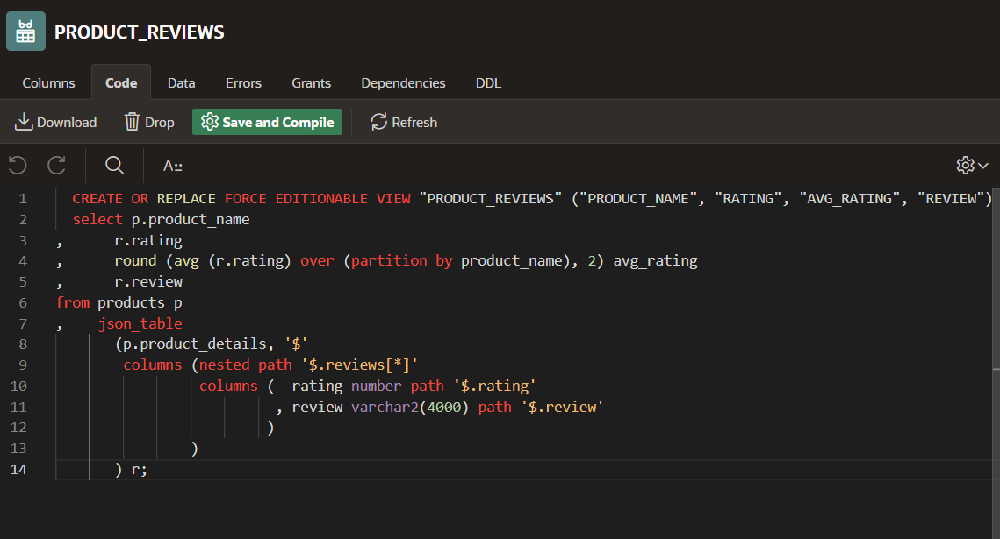 PRODUCT_REVIEWS
Columns Code Data Errors Grants Dependencies DDL
Download Drop Save and Compile Refresh
A::
1 CREATE OR REPLACE FORCE EDITIONABLE VIEW "PRODUCT_REVIEWS" ("PRODUCT_NAME", "RATING", "AVG_RATING", "REVIEW")
2 select p.product_name
3 ,      r.rating
4 ,      round (avg (r.rating) over (partition by product_name), 2) avg_rating
5 ,      r.review
6 from products p
7 ,    json_table
8 (p.product_details, '$'
9 columns (nested path '$.reviews[*]'
10 columns (  rating number path '$.rating'
11 , review varchar2(4000) path '$.review'
12 )
13 )
14 ) r;